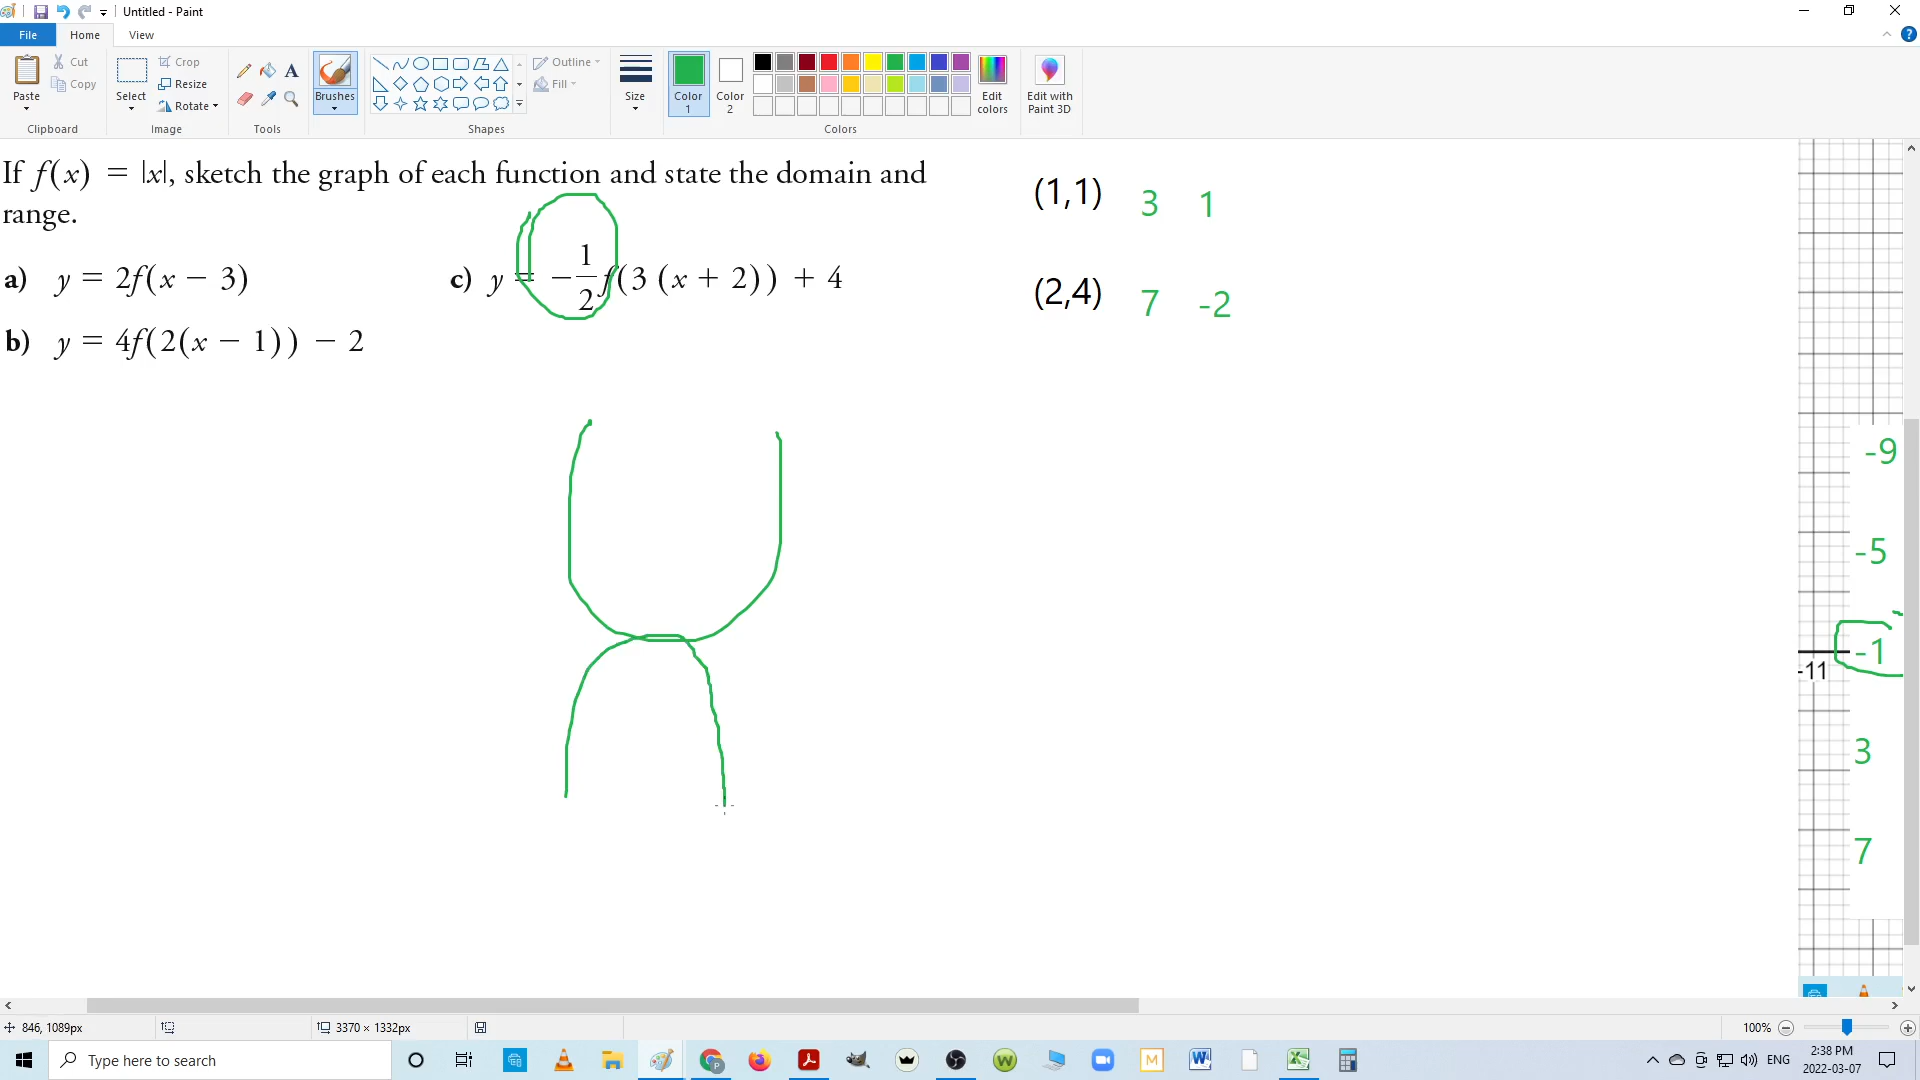 Untitled - Paint
File Home View
Paste Cut Copy Clipboard
Select Crop Resize Rotate Image
Tools
Brushes
Shapes
Outline Fill
Size
Color 1 Color 2
Edit colors
Colors
Edit with Paint 3D
If f(x) = |x|, sketch the graph of each function and state the domain and
range.
a) y = 2f(x − 3)
c) y = −1/2 f(3 (x + 2)) + 4
b) y = 4f(2(x − 1)) − 2
(1,1) 3 1
(2,4) 7 -2
-9
-5
-1
-11
3
7
846, 1089px
3370 × 1332px
100%
Type here to search
ENG
2:38 PM
2022-03-07